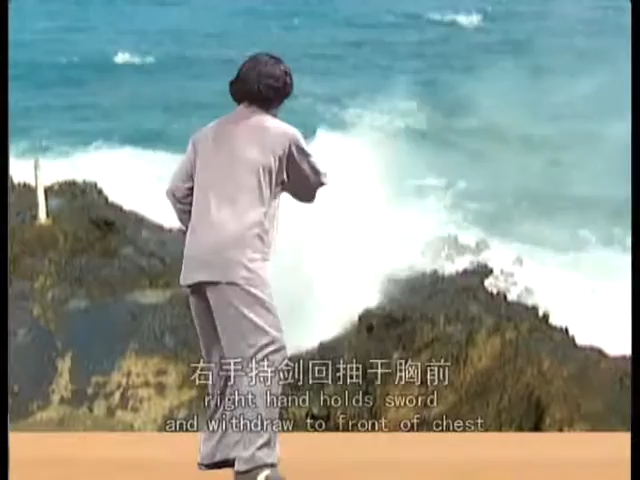 右手持剑回抽于胸前
right hand holds sword
and withdraw to front of chest